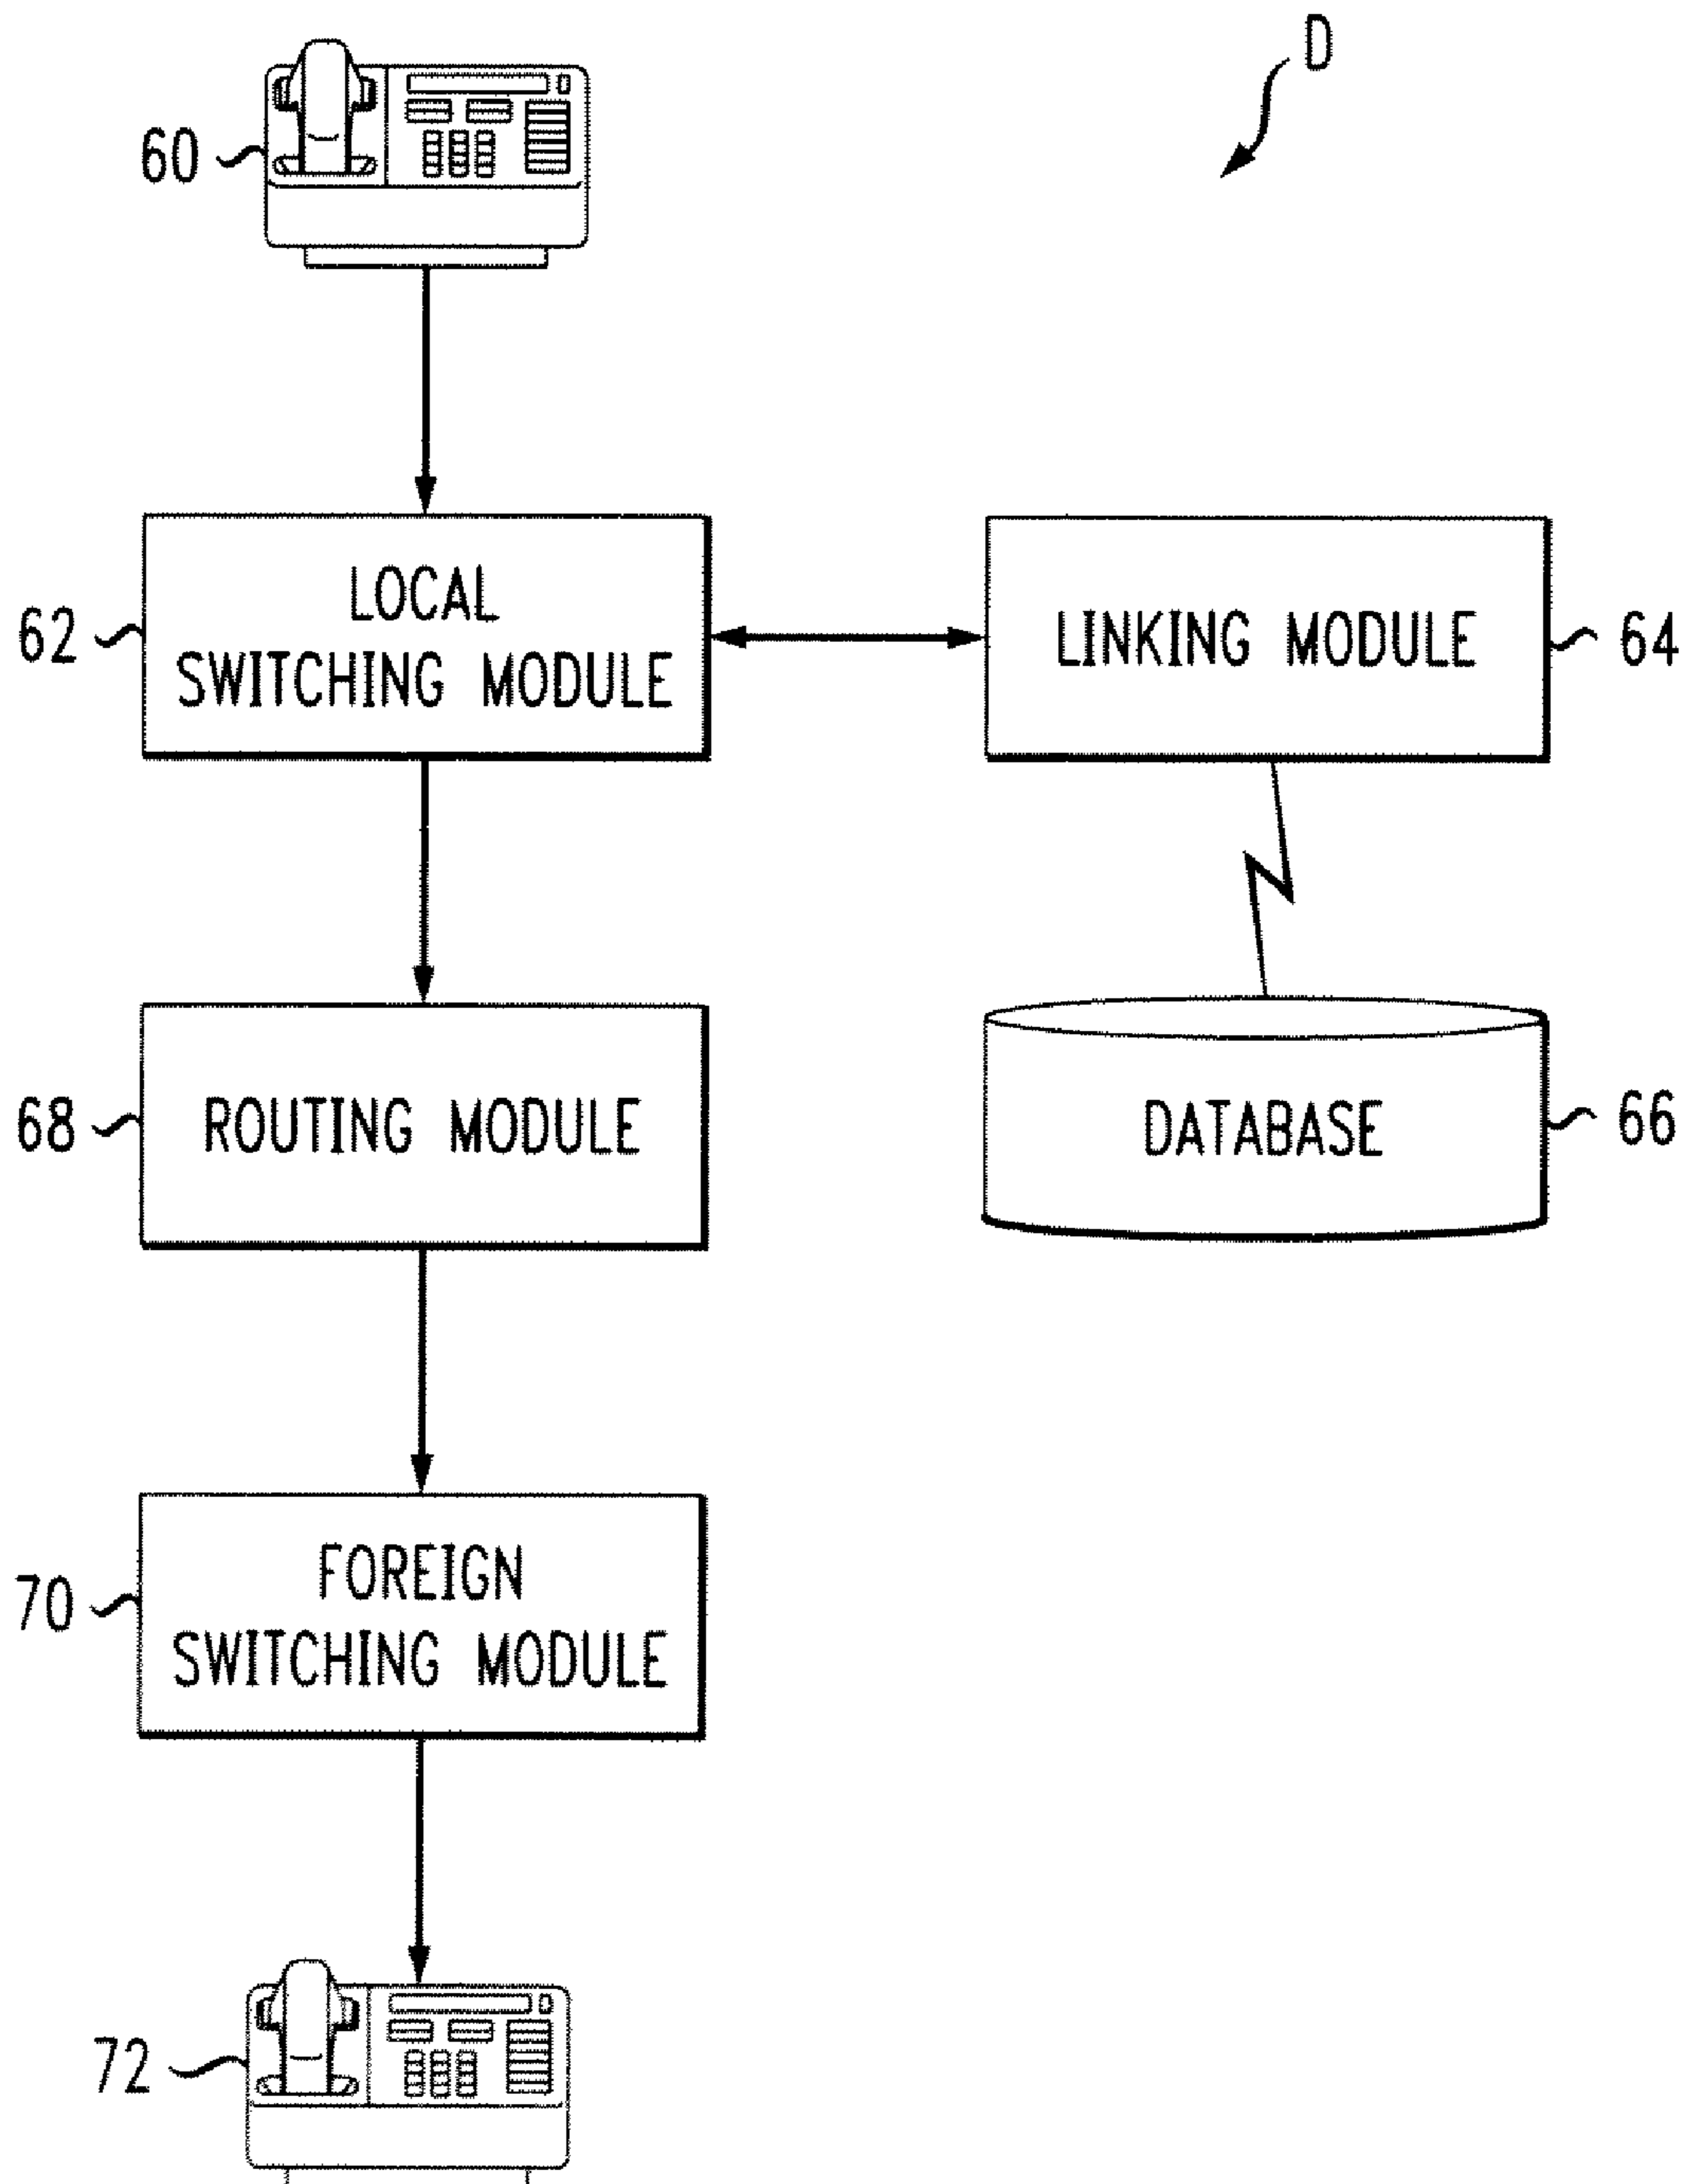 D
60
LOCAL
SWITCHING MODULE
62
LINKING MODULE
64
ROUTING MODULE
68
DATABASE
66
FOREIGN
SWITCHING MODULE
70
72